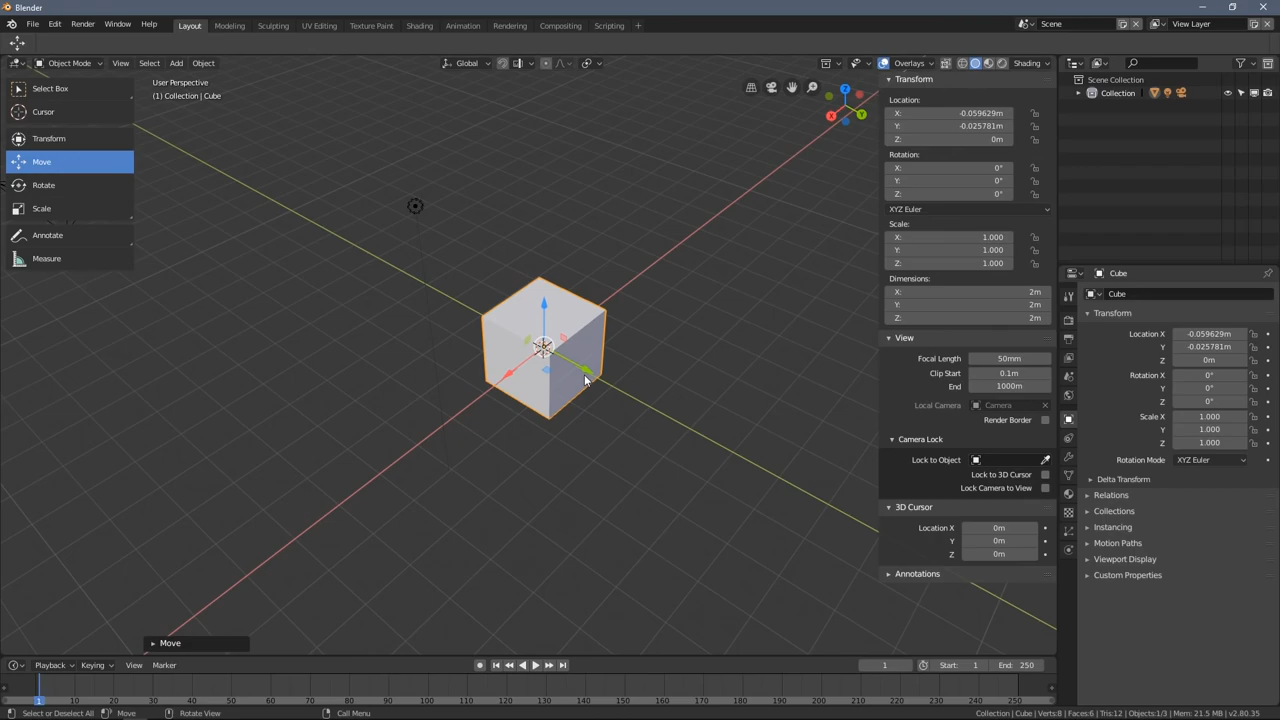 Blender
File Edit Render Window Help Layout Modeling Sculpting UV Editing Texture Paint Shading Animation Rendering Compositing Scripting + Scene View Layer
Object Mode View Select Add Object Global Overlays Shading
User Perspective
(1) Collection | Cube
Select Box
Cursor
Transform
Move
Rotate
Scale
Annotate
Measure
Z
X
Y
Move
Transform
Location:
X: -0.059629m
Y: -0.025781m
Z: 0m
Rotation:
X: 0°
Y: 0°
Z: 0°
XYZ Euler
Scale:
X: 1.000
Y: 1.000
Z: 1.000
Dimensions:
X: 2m
Y: 2m
Z: 2m
View
Focal Length 50mm
Clip Start 0.1m
End 1000m
Local Camera Camera
Render Border
Camera Lock
Lock to Object
Lock to 3D Cursor
Lock Camera to View
3D Cursor
Location X 0m
Y 0m
Z 0m
Annotations
Scene Collection
Collection
Cube
Cube
Transform
Location X -0.059629m
Y -0.025781m
Z 0m
Rotation X 0°
Y 0°
Z 0°
Scale X 1.000
Y 1.000
Z 1.000
Rotation Mode XYZ Euler
Delta Transform
Relations
Collections
Instancing
Motion Paths
Viewport Display
Custom Properties
Playback Keying View Marker 1 Start: 1 End: 250
1 10 20 30 40 50 60 70 80 90 100 110 120 130 140 150 160 170 180 190 200 210 220 230 240 250
Select or Deselect All Move Rotate View Call Menu Collection | Cube | Verts:8 | Faces:6 | Tris:12 | Objects:1/3 | Mem: 21.5 MB | v2.80.35